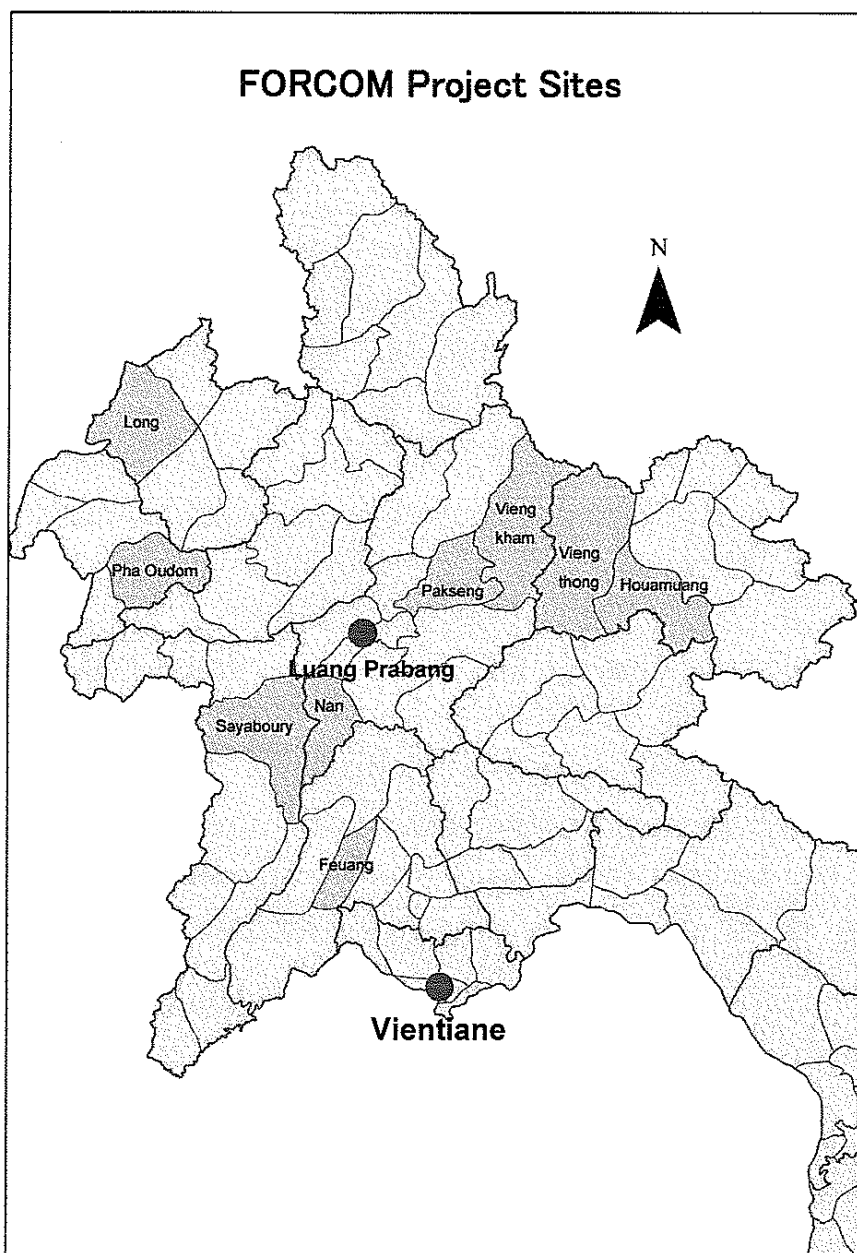 FORCOM Project Sites
N
Long
Vieng
kham
Vieng
thong
Pha Oudom
Pakseng
Houamuang
Luang Prabang
Nan
Sayaboury
Feuang
Vientiane